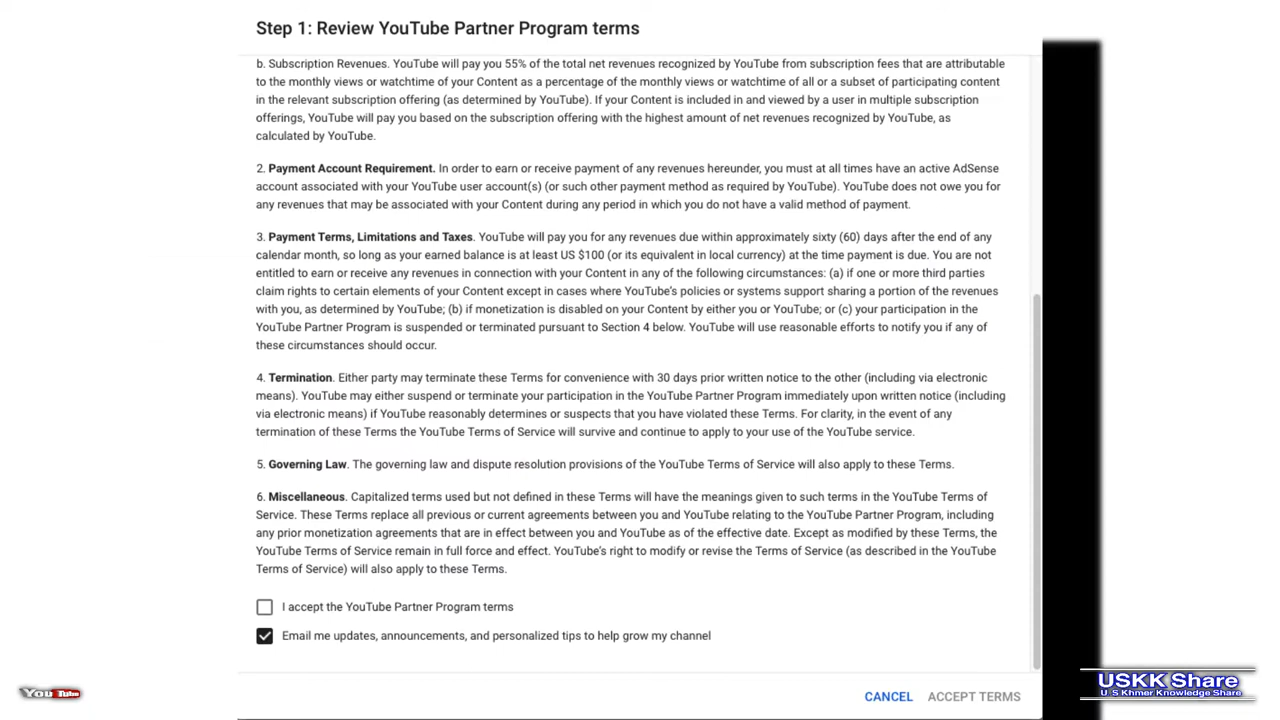 Step 1: Review YouTube Partner Program terms
b. Subscription Revenues. YouTube will pay you 55% of the total net revenues recognized by YouTube from subscription fees that are attributable
to the monthly views or watchtime of your Content as a percentage of the monthly views or watchtime of all or a subset of participating content
in the relevant subscription offering (as determined by YouTube). If your Content is included in and viewed by a user in multiple subscription
offerings, YouTube will pay you based on the subscription offering with the highest amount of net revenues recognized by YouTube, as
calculated by YouTube.
2. Payment Account Requirement. In order to earn or receive payment of any revenues hereunder, you must at all times have an active AdSense
account associated with your YouTube user account(s) (or such other payment method as required by YouTube). YouTube does not owe you for
any revenues that may be associated with your Content during any period in which you do not have a valid method of payment.
3. Payment Terms, Limitations and Taxes. YouTube will pay you for any revenues due within approximately sixty (60) days after the end of any
calendar month, so long as your earned balance is at least US $100 (or its equivalent in local currency) at the time payment is due. You are not
entitled to earn or receive any revenues in connection with your Content in any of the following circumstances: (a) if one or more third parties
claim rights to certain elements of your Content except in cases where YouTube's policies or systems support sharing a portion of the revenues
with you, as determined by YouTube; (b) if monetization is disabled on your Content by either you or YouTube; or (c) your participation in the
YouTube Partner Program is suspended or terminated pursuant to Section 4 below. YouTube will use reasonable efforts to notify you if any of
these circumstances should occur.
4. Termination. Either party may terminate these Terms for convenience with 30 days prior written notice to the other (including via electronic
means). YouTube may either suspend or terminate your participation in the YouTube Partner Program immediately upon written notice (including
via electronic means) if YouTube reasonably determines or suspects that you have violated these Terms. For clarity, in the event of any
termination of these Terms the YouTube Terms of Service will survive and continue to apply to your use of the YouTube service.
5. Governing Law. The governing law and dispute resolution provisions of the YouTube Terms of Service will also apply to these Terms.
6. Miscellaneous. Capitalized terms used but not defined in these Terms will have the meanings given to such terms in the YouTube Terms of
Service. These Terms replace all previous or current agreements between you and YouTube relating to the YouTube Partner Program, including
any prior monetization agreements that are in effect between you and YouTube as of the effective date. Except as modified by these Terms, the
YouTube Terms of Service remain in full force and effect. YouTube's right to modify or revise the Terms of Service (as described in the YouTube
Terms of Service) will also apply to these Terms.
I accept the YouTube Partner Program terms
Email me updates, announcements, and personalized tips to help grow my channel
CANCEL ACCEPT TERMS
YouTube
USKK Share
U S Khmer Knowledge Share